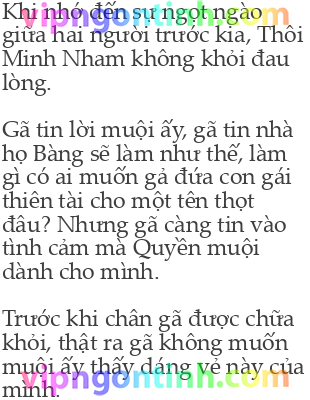 Khi nhớ đến sự ngọt ngào
vipngontinh.com
giữa hai người trước kia, Thôi
Minh Nham không khỏi đau
lòng.
Gã tin lời muội ấy, gã tin nhà
họ Bàng sẽ làm như thế, làm
gì có ai muốn gả đứa con gái
thiên tài cho một tên thọt
đâu? Nhưng gã càng tin vào
tình cảm mà Quyền muội
dành cho mình.
Trước khi chân gã được chữa
khỏi, thật ra gã không muốn
muội ấy thấy dáng vẻ này của
vipngontinh.com
mình.